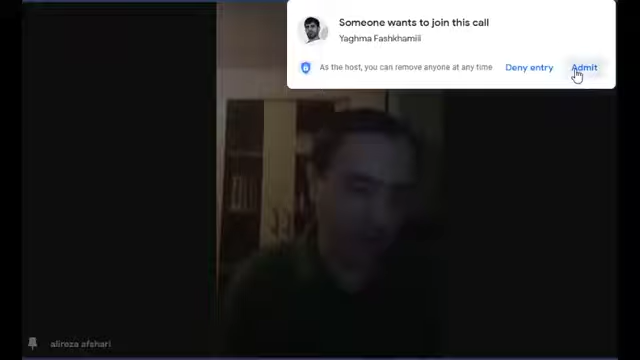 Someone wants to join this call
Yaghma Fashkhamiiil
As the host, you can remove anyone at any time
Deny entry
Admit
alireza afshari